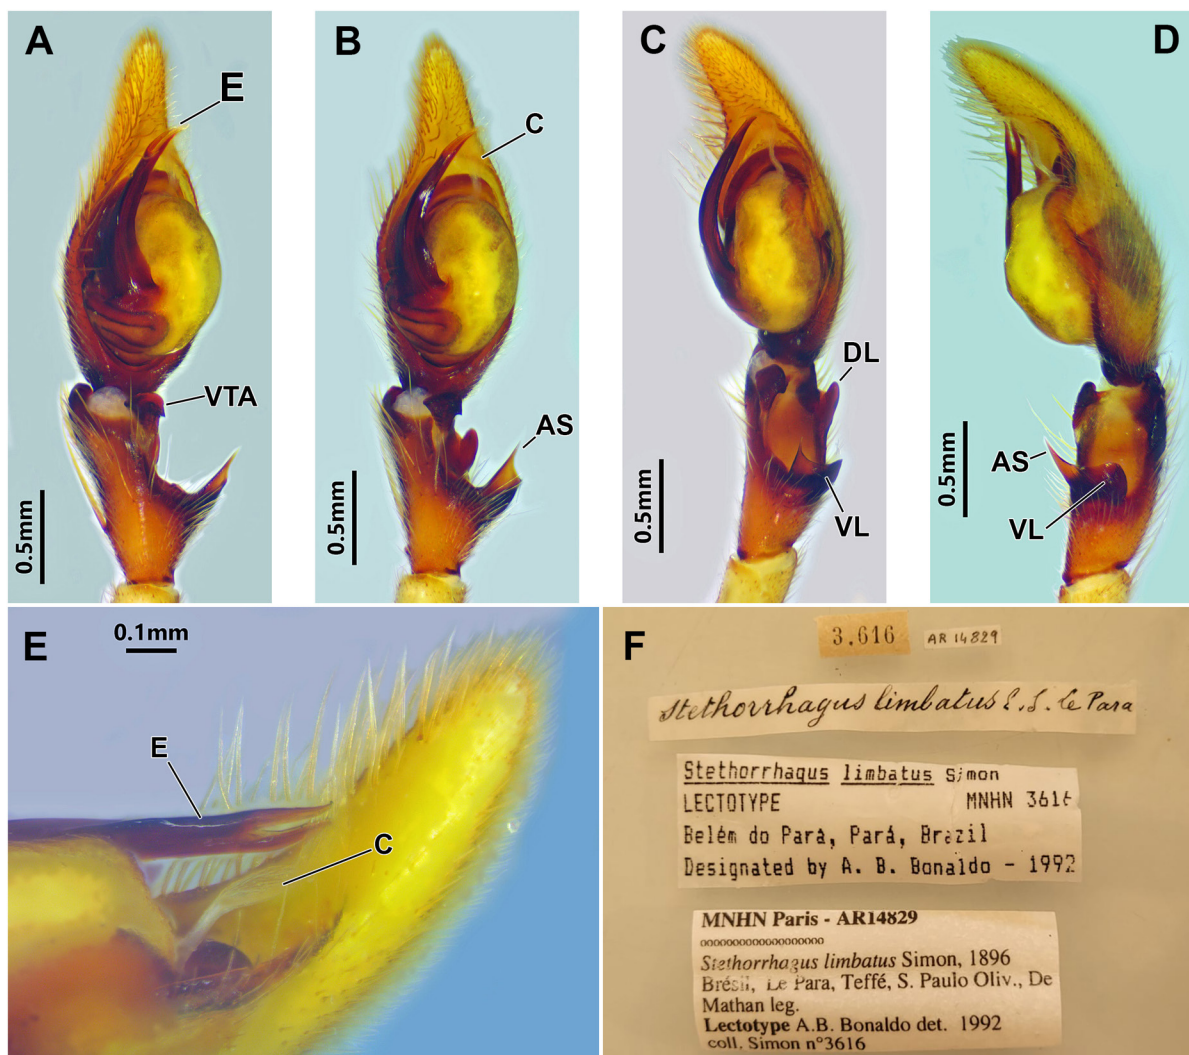 A
E
VTA
0.5mm
B
C
AS
0.5mm
C
DL
VL
0.5mm
D
AS
VL
0.5mm
E
0.1mm
E
C
F
3.616
AR 14829
Stethorrhagus limbatus E.S. Le Para
Stethorrhagus limbatus Simon
LECTOTYPE MNHN 3616
Belém do Pará, Pará, Brazil
Designated by A. B. Bonaldo - 1992
MNHN Paris - AR14829
ooooooooooooooooooo
Stethorrhagus limbatus Simon, 1896
Brésil, Le Para, Teffé, S. Paulo Oliv., De
Mathan leg.
Lectotype A.B. Bonaldo det. 1992
coll. Simon n°3616